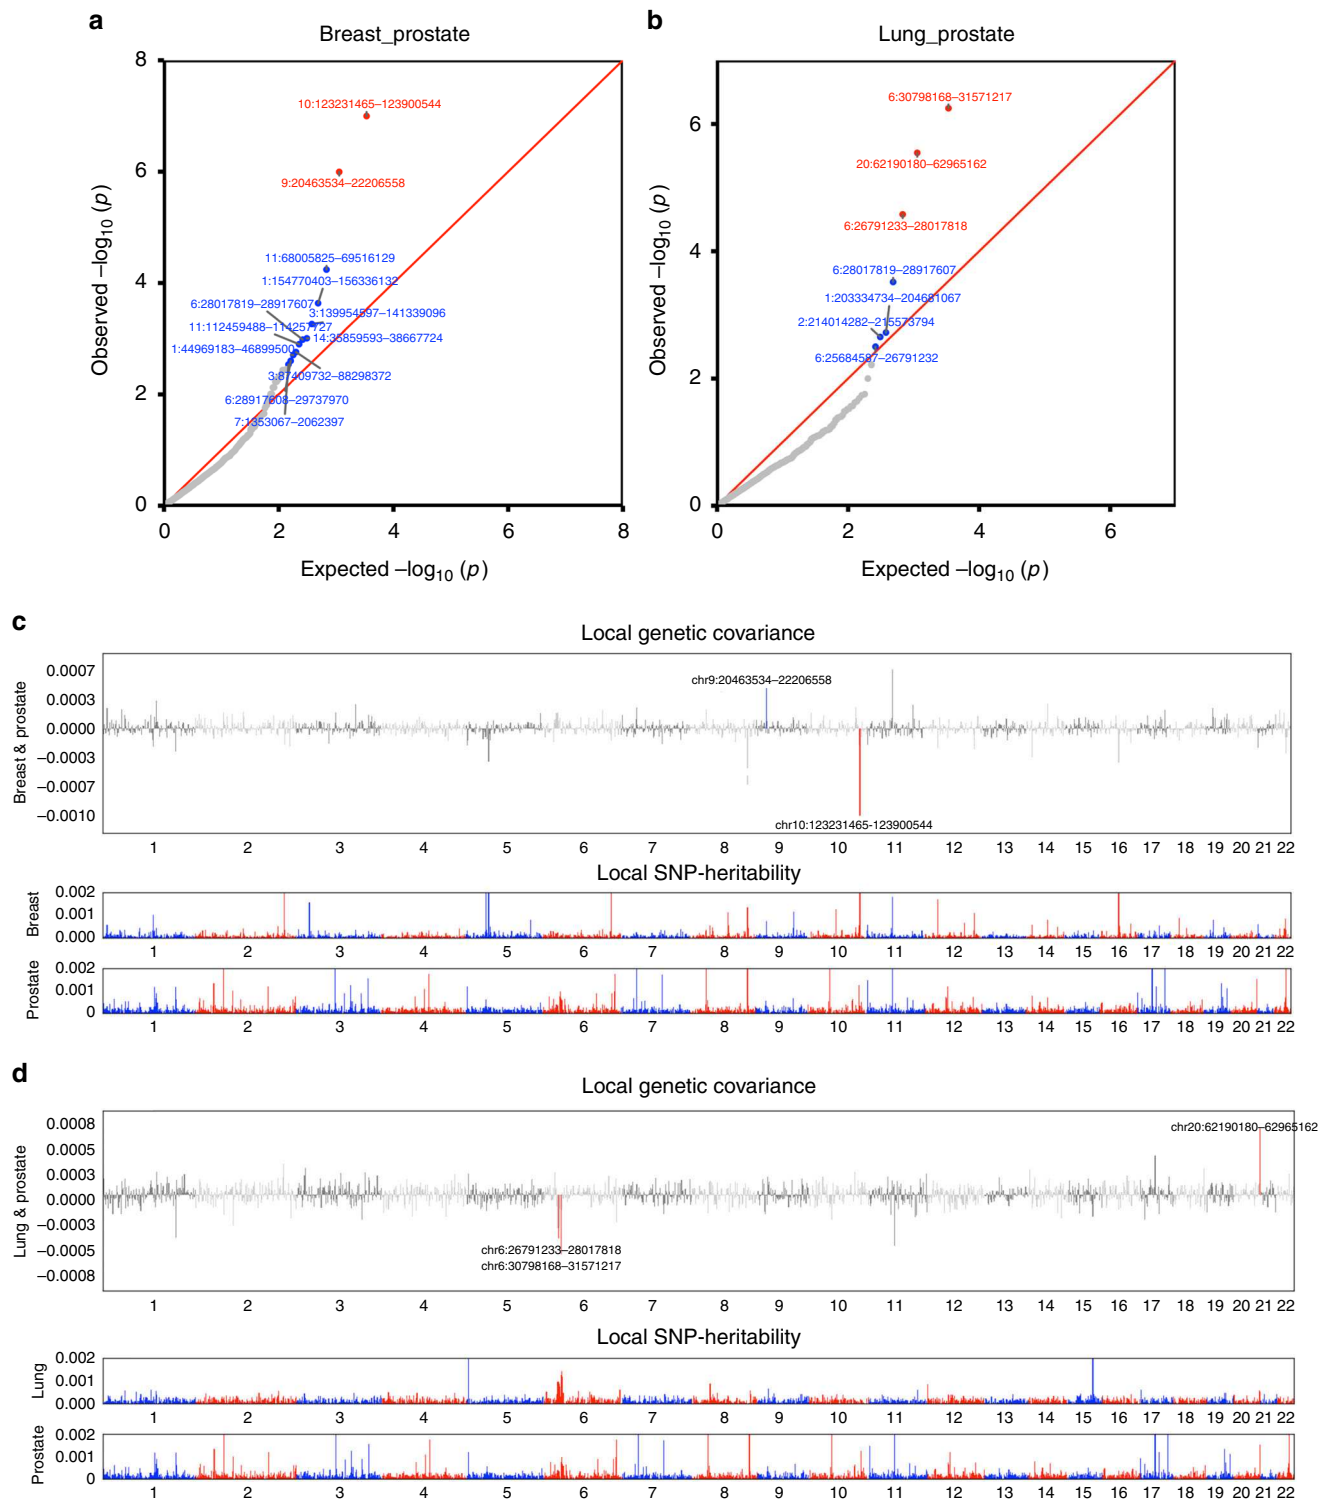 a
Breast_prostate
8
6
4
2
0
0
2
4
6
8
Observed –log10 (p)
Expected –log10 (p)
10:123231465–123900544
9:20463534–22206558
11:68005825–69516129
1:154770403–156336132
6:28017819–28917607
3:139954597–141339096
11:112459488–114257727
14:35859593–38667724
1:44969183–46899500
3:87409732–88298372
6:28917608–29737970
7:1353067–2062397
b
Lung_prostate
6
4
2
0
0
2
4
6
Observed –log10 (p)
Expected –log10 (p)
6:30798168–31571217
20:62190180–62965162
6:26791233–28017818
6:28017819–28917607
1:203334734–204681067
2:214014282–215573794
6:25684587–26791232
c
Local genetic covariance
Breast & prostate
0.0007
0.0003
0.0000
–0.0003
–0.0007
–0.0010
chr9:20463534–22206558
chr10:123231465-123900544
1 2 3 4 5 6 7 8 9 10 11 12 13 14 15 16 17 18 19 20 21 22
Local SNP-heritability
Breast
0.002
0.001
0.000
1 2 3 4 5 6 7 8 9 10 11 12 13 14 15 16 17 18 19 20 21 22
Prostate
0.002
0.001
0
1 2 3 4 5 6 7 8 9 10 11 12 13 14 15 16 17 18 19 20 21 22
d
Local genetic covariance
Lung & prostate
0.0008
0.0005
0.0003
0.0000
–0.0003
–0.0005
–0.0008
chr20:62190180–62965162
chr6:26791233–28017818
chr6:30798168–31571217
1 2 3 4 5 6 7 8 9 10 11 12 13 14 15 16 17 18 19 20 21 22
Local SNP-heritability
Lung
0.002
0.001
0.000
1 2 3 4 5 6 7 8 9 10 11 12 13 14 15 16 17 18 19 20 21 22
Prostate
0.002
0.001
0
1 2 3 4 5 6 7 8 9 10 11 12 13 14 15 16 17 18 19 20 21 22